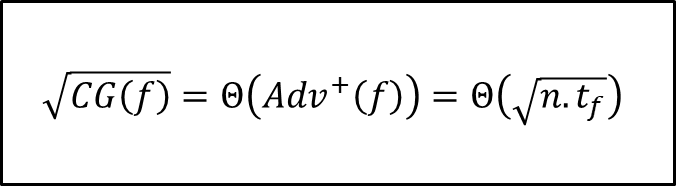 √CG(f) = Θ(Adv⁺(f)) = Θ(√n.t_f)